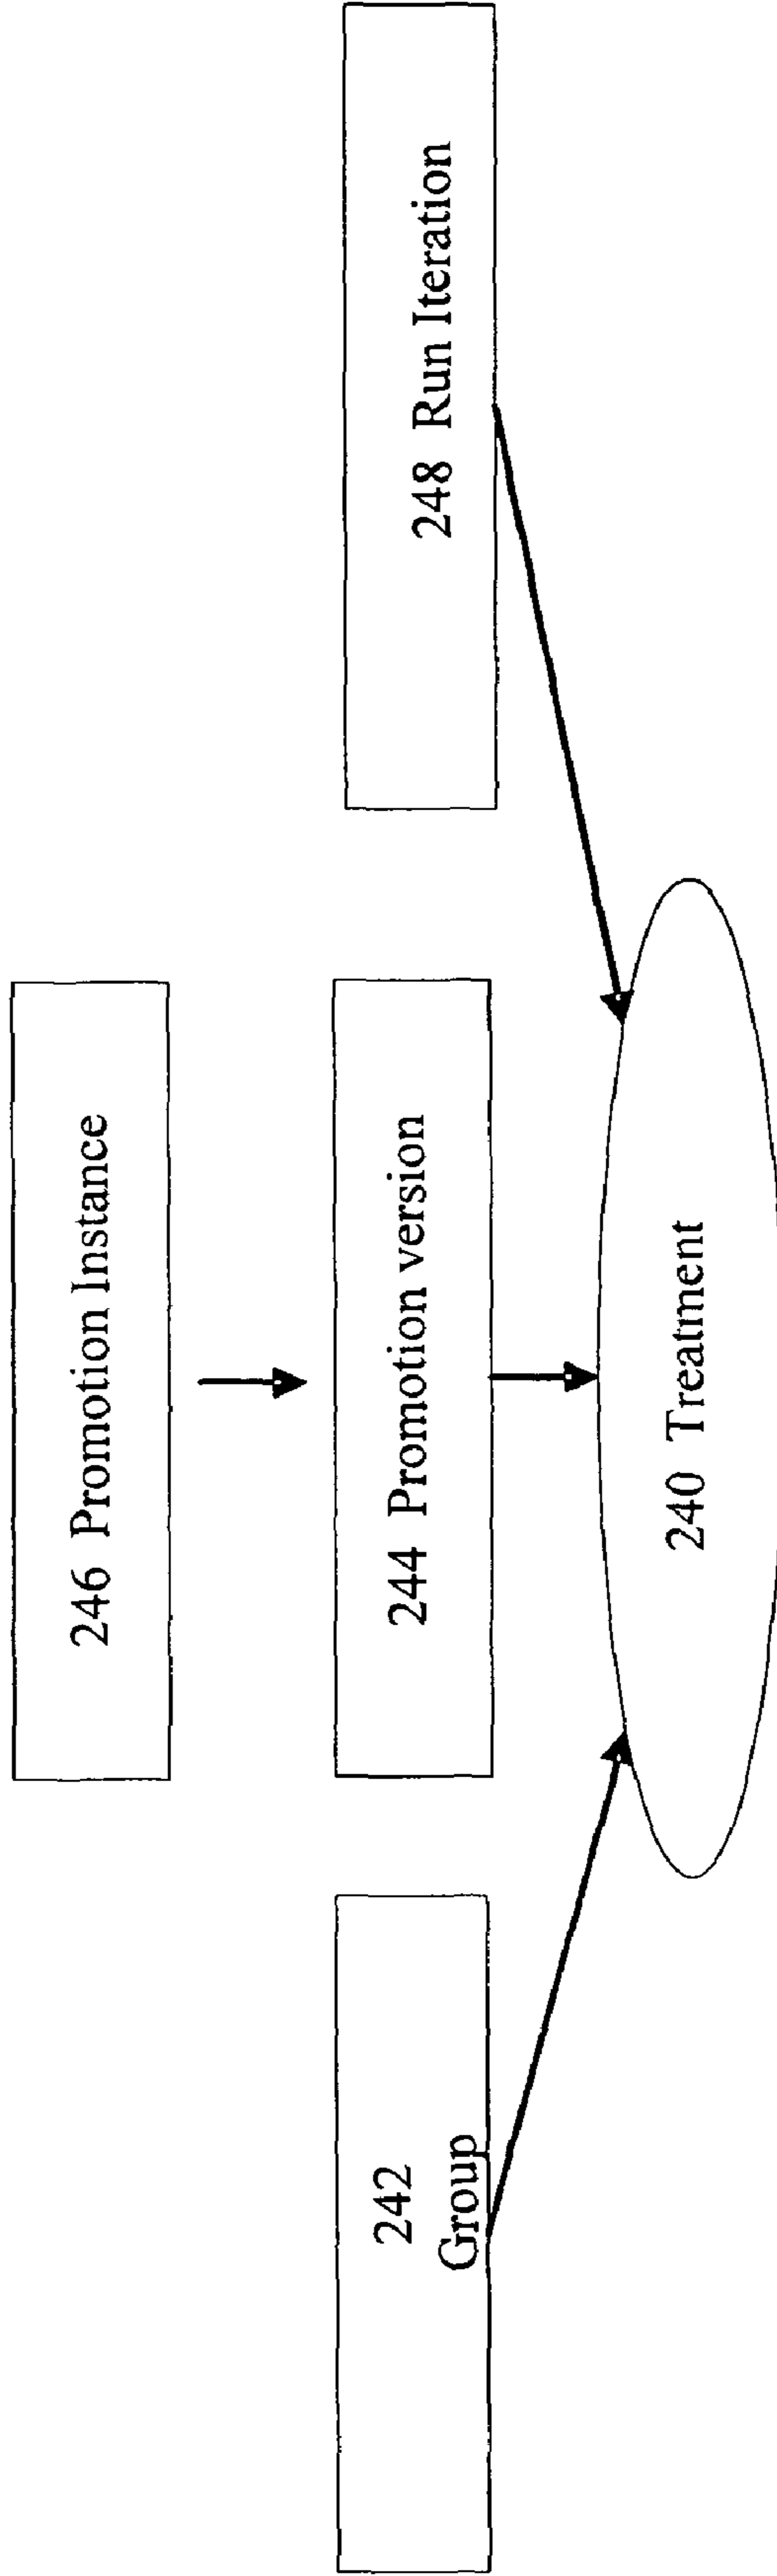 246 Promotion Instance
242
Group
244 Promotion version
248 Run Iteration
240 Treatment